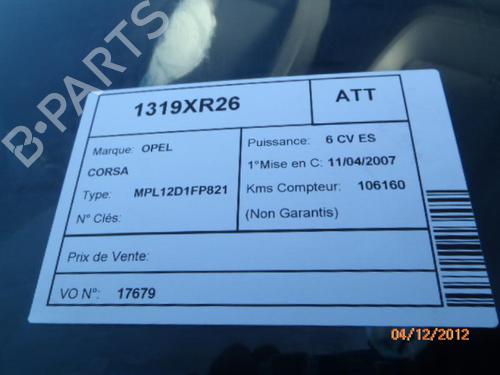 B-PARTS
1319XR26
ATT
Marque: OPEL
CORSA
Type: MPL12D1FP821
N° Clés:
Puissance: 6 CV ES
1°Mise en C: 11/04/2007
Kms Compteur: 106160
(Non Garantis)
Prix de Vente:
VO N°: 17679
04/12/2012